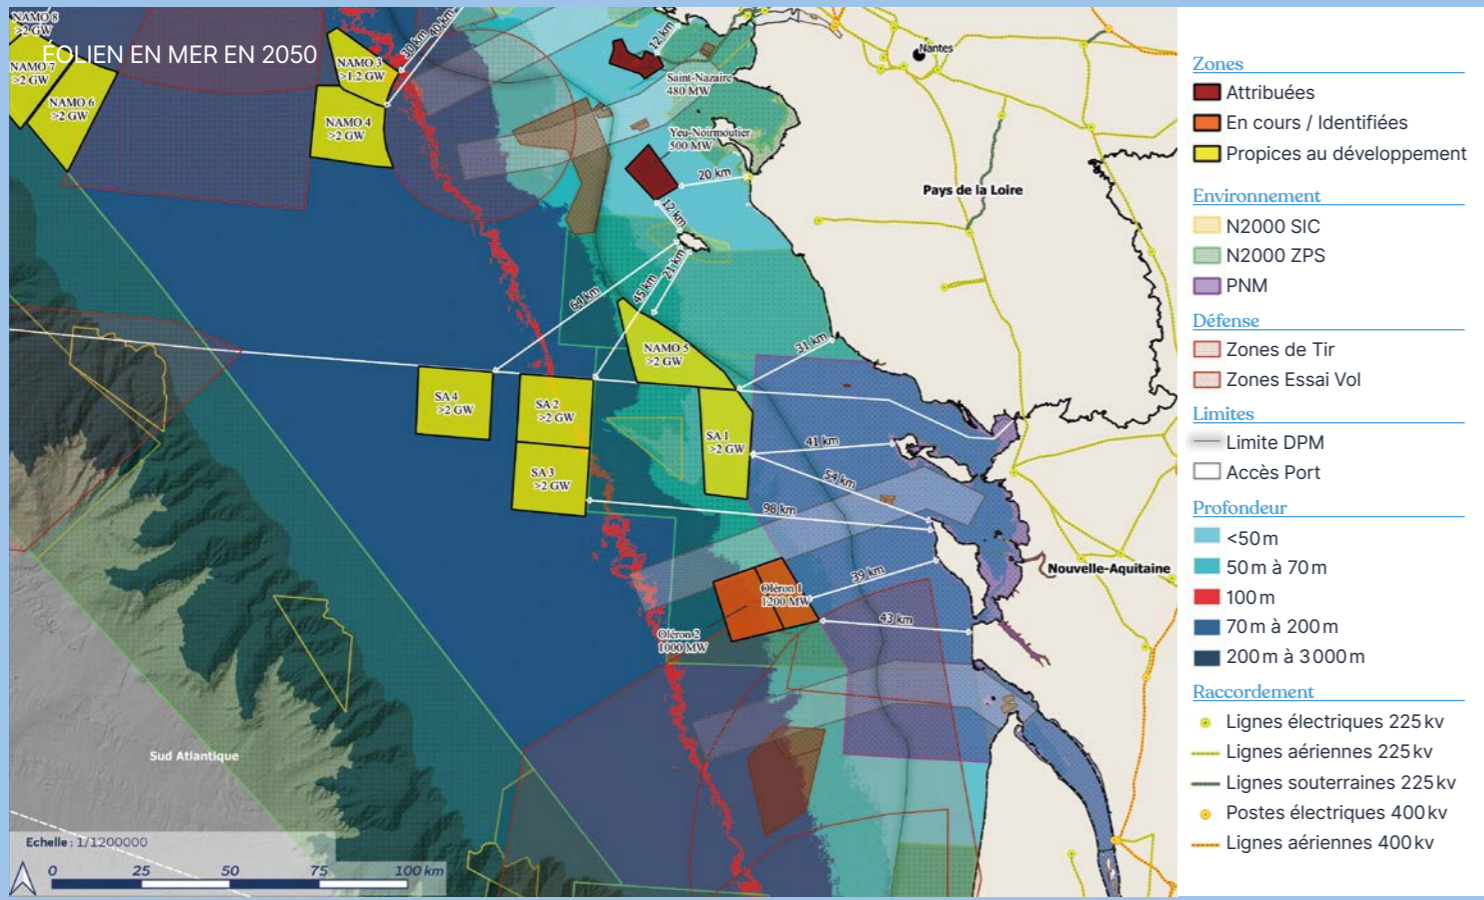 NAMO 8
>2 GW
ÉOLIEN EN MER EN 2050
NAMO 7
>2 GW
NAMO 6
>2 GW
NAMO 3
>1.2 GW
NAMO 4
>2 GW
30 km
40 km
12 km
Saint-Nazaire
480 MW
Yeu-Noirmoutier
500 MW
20 km
12 km
21 km
45 km
64 km
Nantes
Pays de la Loire
NAMO 5
>2 GW
31 km
SA 4
>2 GW
SA 2
>2 GW
SA 3
>2 GW
SA 1
>2 GW
41 km
54 km
98 km
Oléron 1
1200 MW
39 km
43 km
Oléron 2
1000 MW
Nouvelle-Aquitaine
Sud Atlantique
Echelle : 1/1200000
0 25 50 75 100 km
Zones
Attribuées
En cours / Identifiées
Propices au développement
Environnement
N2000 SIC
N2000 ZPS
PNM
Défense
Zones de Tir
Zones Essai Vol
Limites
Limite DPM
Accès Port
Profondeur
<50 m
50 m à 70 m
100 m
70 m à 200 m
200 m à 3 000 m
Raccordement
Lignes électriques 225 kv
Lignes aériennes 225 kv
Lignes souterraines 225 kv
Postes électriques 400 kv
Lignes aériennes 400 kv